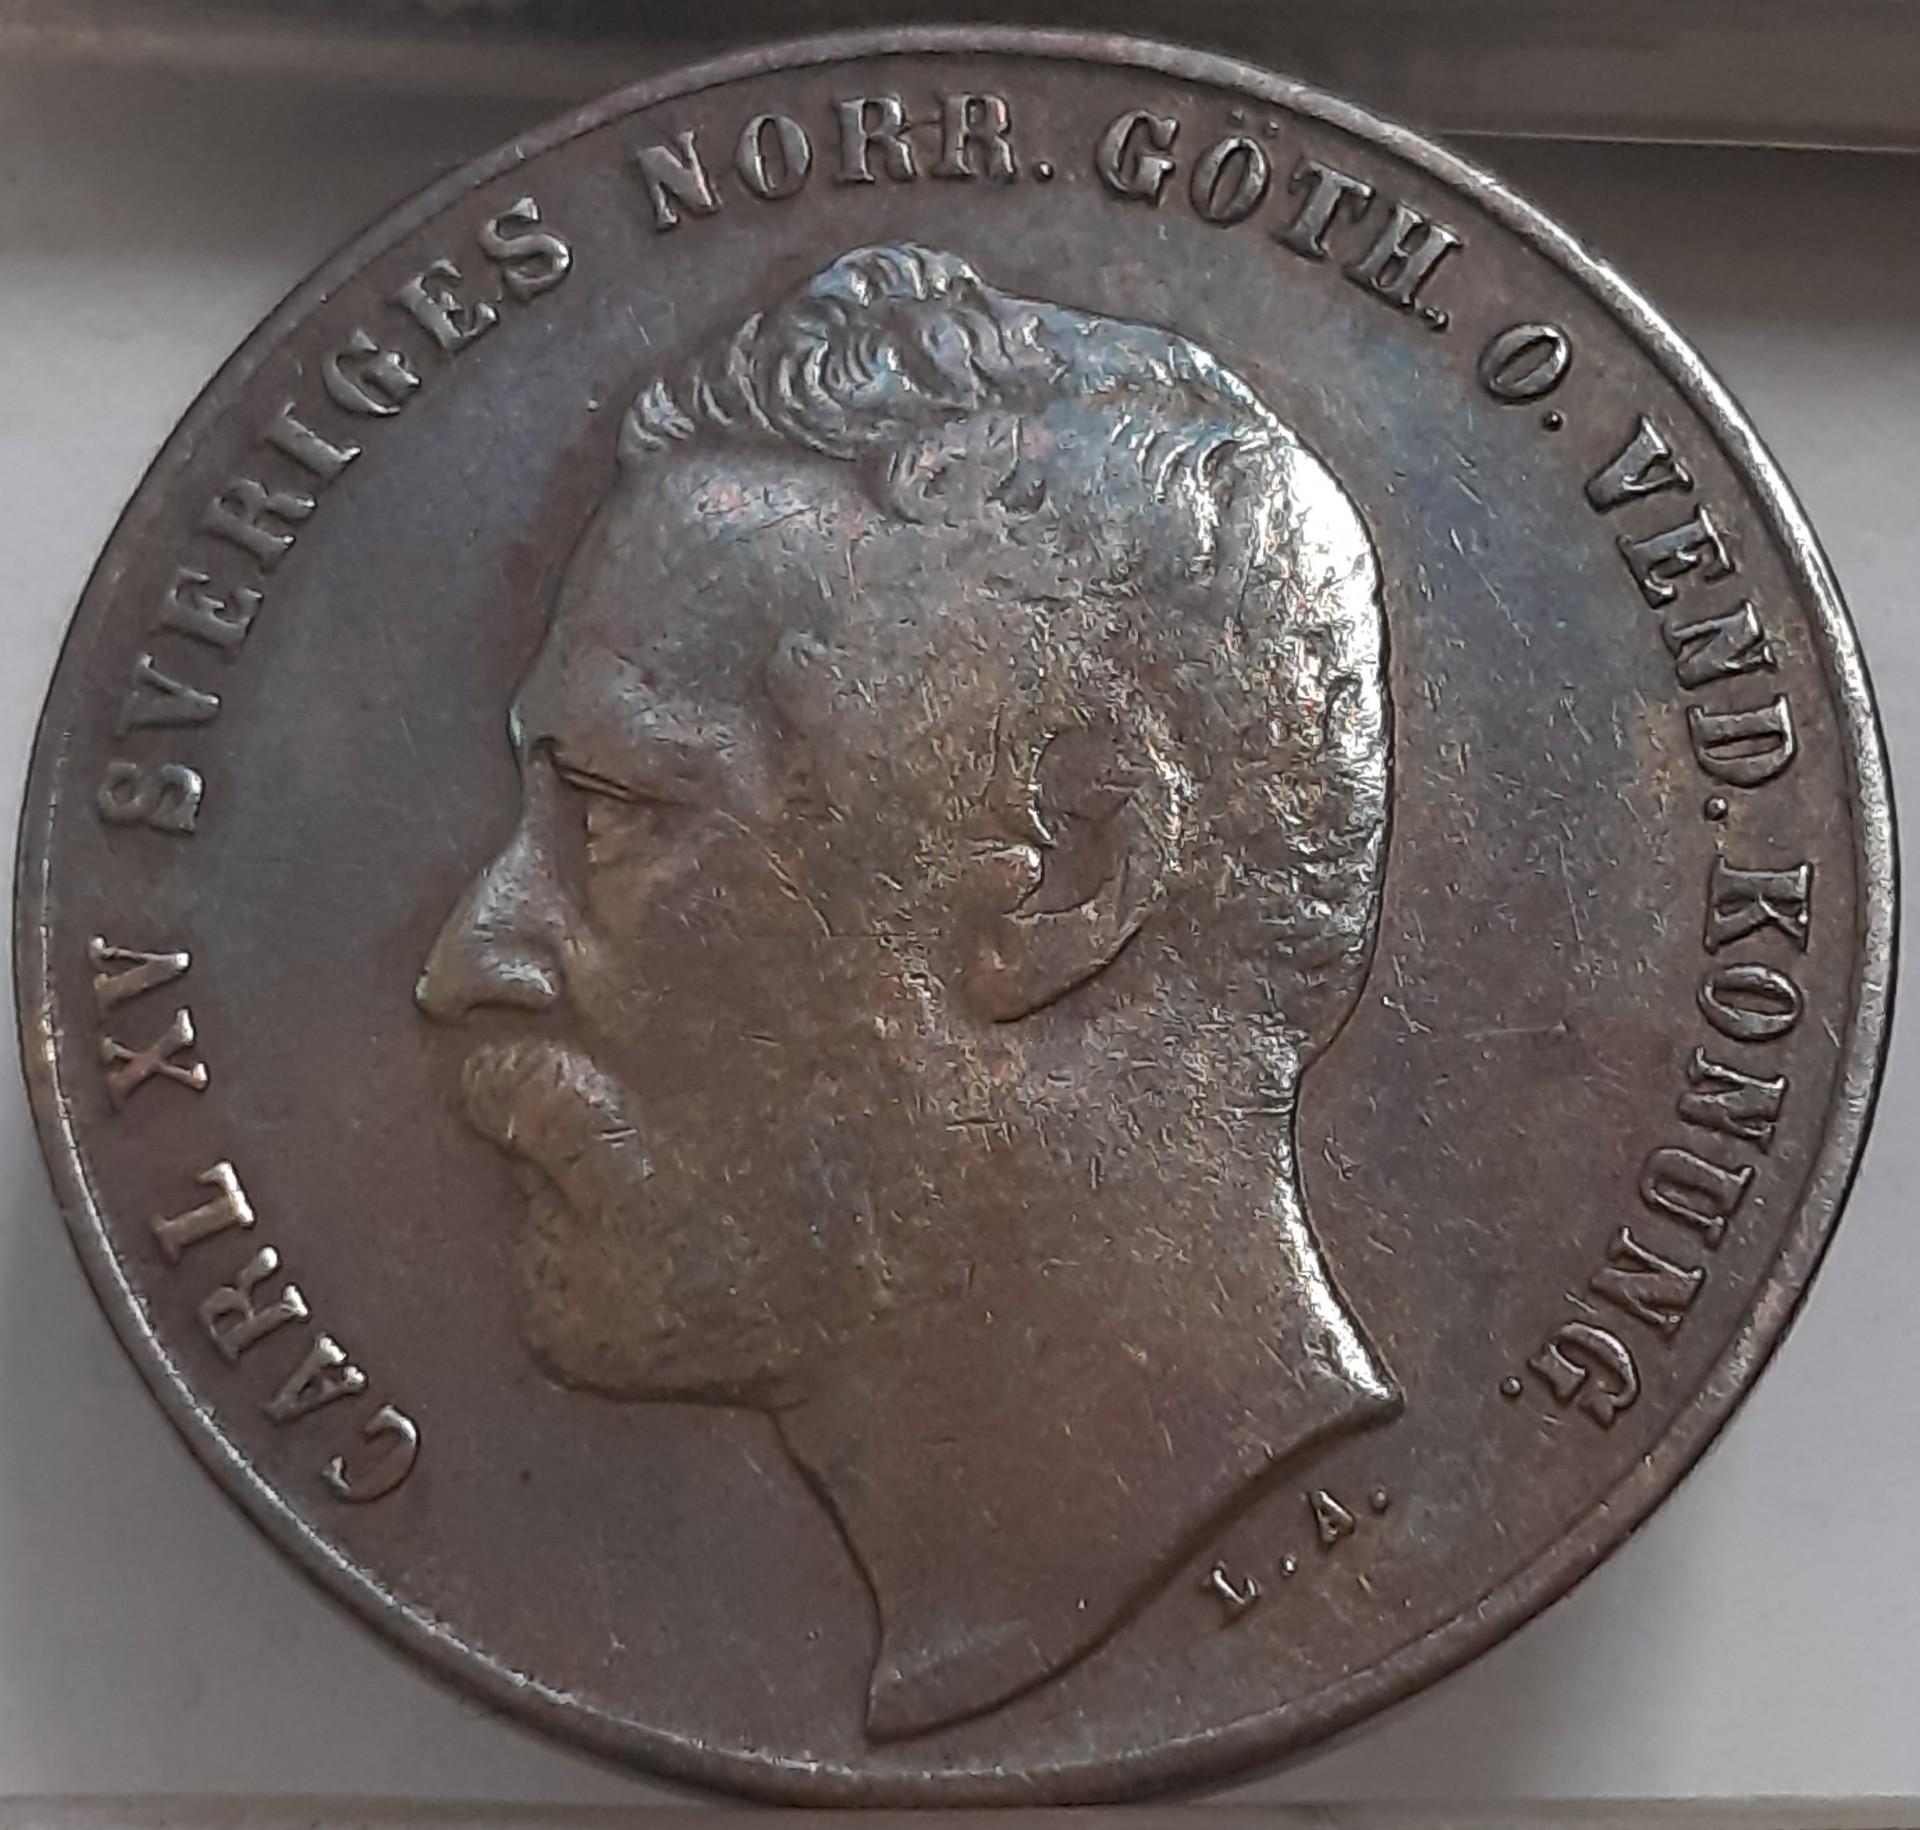 CARL XV SVERIGES NORR. GÖTH. O. VEND. KONUNG.
L. A.